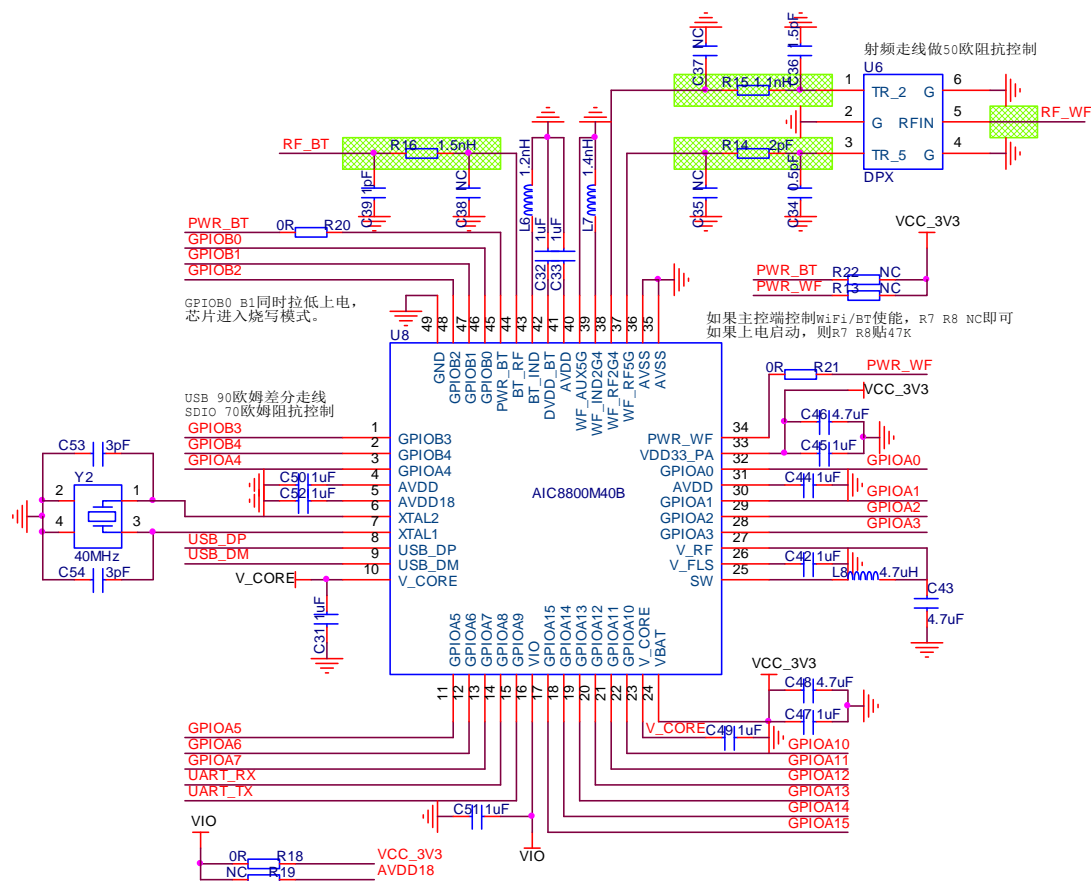 C37 NC
C36 1.5pF
射频走线做50欧阻抗控制
U6
R15 1.1nH
1 TR_2 G 6
2 G RFIN 5 RF_WF
3 TR_5 G 4
DPX
R14 2pF
C35 NC
C34 0.5pF
RF_BT
R16 1.5nH
C39 1pF
C38 NC
L6 1.2nH
C32 1uF
C33 1uF
L7 1.4nH
VCC_3V3
PWR_BT R22 NC
PWR_WF R13 NC
PWR_BT 0R R20
GPIOB0
GPIOB1
GPIOB2
GPIOB0 B1同时拉低上电，
芯片进入烧写模式。
如果主控端控制WiFi/BT使能，R7 R8 NC即可
如果上电启动，则R7 R8贴47K
U8
49 GND
48 GPIOB2
47 GPIOB1
46 GPIOB0
45 PWR_BT
44 BT_RF
43 BT_IND
42 DVDD_BT
41 AVDD
40 WF_AUX5G
39 WF_IND2G4
38 WF_RF2G4
37 WF_RF5G
36 AVSS
35 AVSS
0R R21 PWR_WF
VCC_3V3
C46 4.7uF
C45 1uF
USB 90欧姆差分走线
SDIO 70欧姆阻抗控制
GPIOB3 1 GPIOB3
GPIOB4 2 GPIOB4
GPIOA4 3 GPIOA4
C50 1uF 4 AVDD
C52 1uF 5 AVDD18
6 XTAL2
7 XTAL1
USB_DP 8 USB_DP
USB_DM 9 USB_DM
V_CORE 10 V_CORE
C53 3pF
Y2
2 1
4 3
40MHz
C54 3pF
C31 1uF
AIC8800M40B
PWR_WF 34
VDD33_PA 33
GPIOA0 32 GPIOA0
AVDD 31 C44 1uF
GPIOA1 30 GPIOA1
GPIOA2 29 GPIOA2
GPIOA3 28 GPIOA3
V_RF 27
V_FLS 26 C42 1uF
SW 25 L8 4.7uH
C43
4.7uF
11 GPIOA5
12 GPIOA6
13 GPIOA7
14 GPIOA8
15 GPIOA9
16 VIO
17 GPIOA15
18 GPIOA14
19 GPIOA13
20 GPIOA12
21 GPIOA11
22 GPIOA10
23 V_CORE
24 VBAT
VCC_3V3
C48 4.7uF
C47 1uF
V_CORE C49 1uF
GPIOA5
GPIOA6
GPIOA7
UART_RX
UART_TX
GPIOA10
GPIOA11
GPIOA12
GPIOA13
GPIOA14
GPIOA15
C51 1uF
VIO
VIO
0R R18 VCC_3V3
NC R19 AVDD18